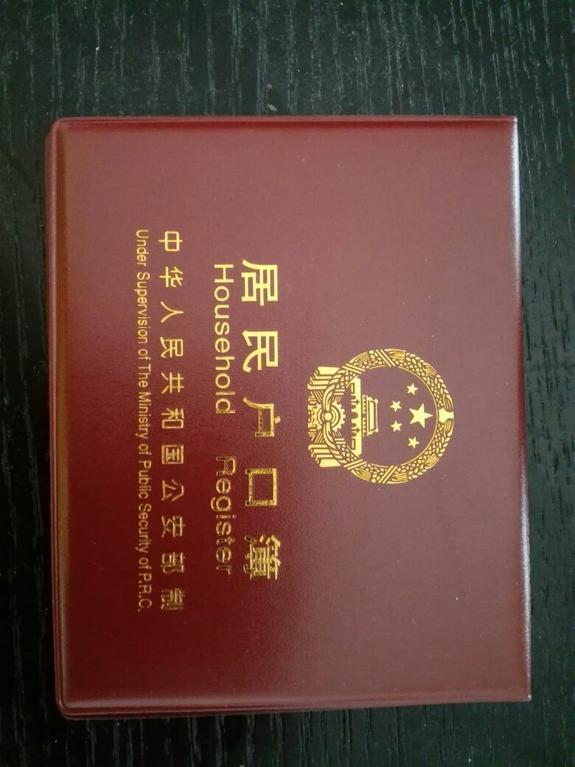 居民户口簿
Household Register
中华人民共和国公安部制
Under Supervision of The Ministry of Public Security of P.R.C.